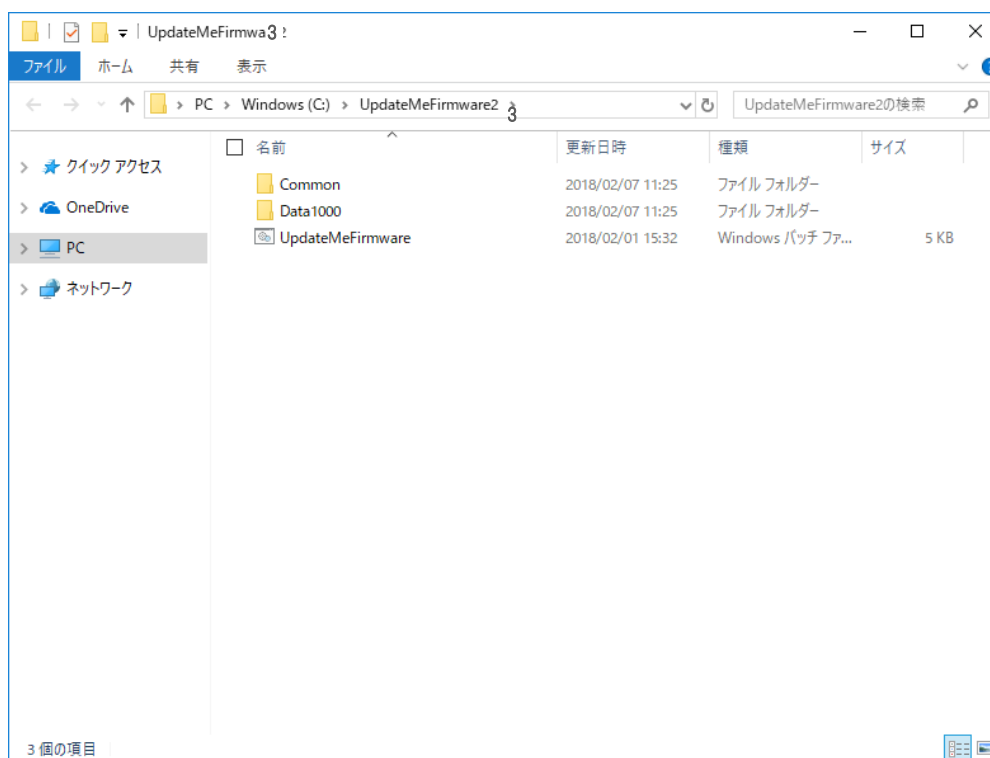 UpdateMeFirmwa3
ファイル ホーム 共有 表示
PC > Windows (C:) > UpdateMeFirmware2 > UpdateMeFirmware2の検索
3
名前 更新日時 種類 サイズ
クイック アクセス
Common 2018/02/07 11:25 ファイル フォルダー
OneDrive
Data1000 2018/02/07 11:25 ファイル フォルダー
PC
UpdateMeFirmware 2018/02/01 15:32 Windows バッチ ファ... 5 KB
ネットワーク
3 個の項目